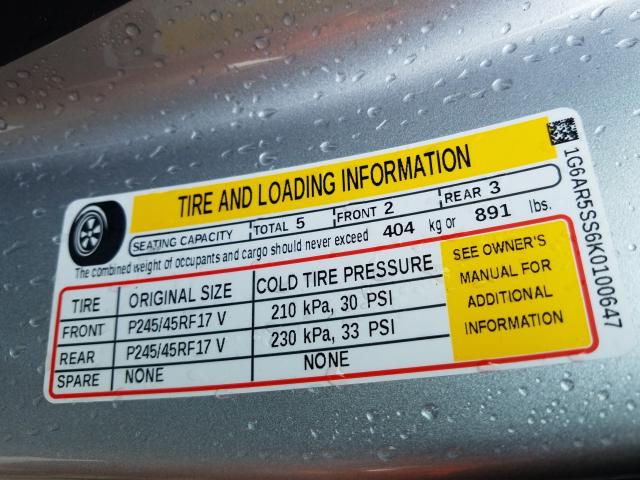 TIRE AND LOADING INFORMATION
SEATING CAPACITY TOTAL 5 FRONT 2 REAR 3
The combined weight of occupants and cargo should never exceed 404 kg or 891 lbs.
TIRE ORIGINAL SIZE COLD TIRE PRESSURE
FRONT P245/45RF17 V 210 kPa, 30 PSI
REAR P245/45RF17 V 230 kPa, 33 PSI
SPARE NONE NONE
SEE OWNER'S
MANUAL FOR
ADDITIONAL
INFORMATION
1G6AR5SS6K0100647